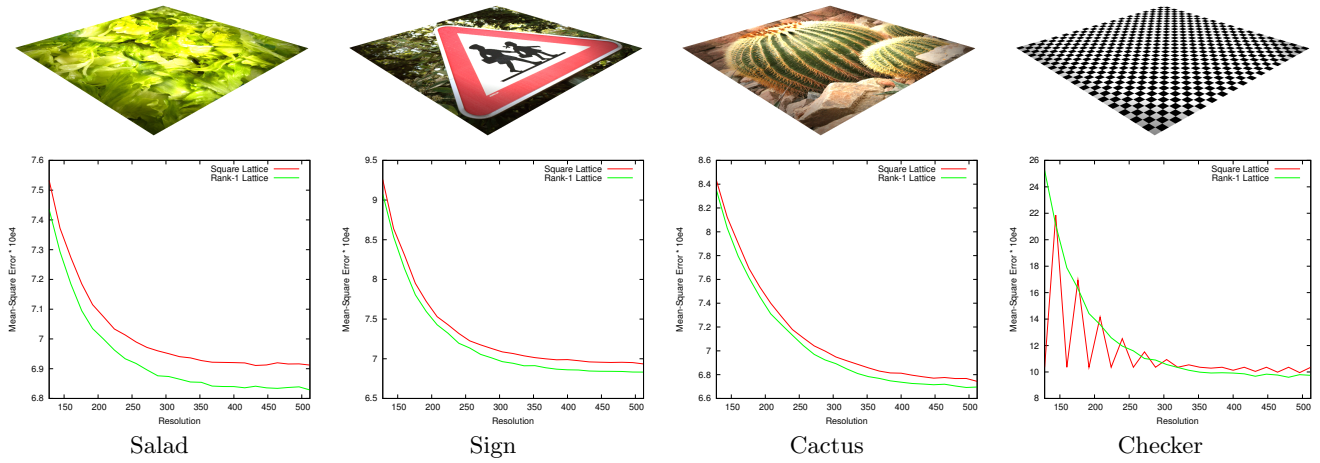 7.6
7.5
7.4
7.3
7.2
7.1
7
6.9
6.8
150 200 250 300 350 400 450 500
Mean-Square Error * 10e4
Resolution
Square Lattice
Rank-1 Lattice
Salad
9.5
9
8.5
8
7.5
7
6.5
150 200 250 300 350 400 450 500
Mean-Square Error * 10e4
Resolution
Square Lattice
Rank-1 Lattice
Sign
8.6
8.4
8.2
8
7.8
7.6
7.4
7.2
7
6.8
6.6
150 200 250 300 350 400 450 500
Mean-Square Error * 10e4
Resolution
Square Lattice
Rank-1 Lattice
Cactus
26
24
22
20
18
16
14
12
10
8
150 200 250 300 350 400 450 500
Mean-Square Error * 10e4
Resolution
Square Lattice
Rank-1 Lattice
Checker